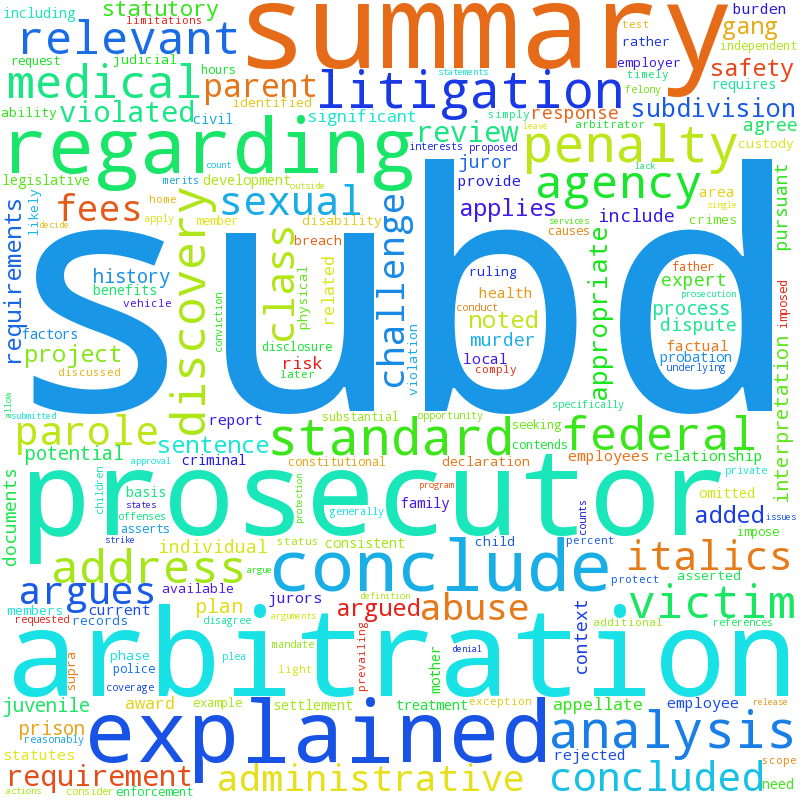 including
statutory
limitations
summary
burden
gang
test
independent
relevant
request
judicial
rather
employer
timely
safety
requires
hours
medical
parent
litigation
statements
felony
identified
ability
violated
civil
significant
simply
response
subdivision
arbitrator
leave
regarding
review
penalty
agree
interests
proposed
custody
count
juror
lack
legislative
merits
development
outside
provide
agency
area
single
likely
home
sexual
fees
decide
apply
member
disability
applies
include
services
crimes
pursuant
requirements
discovery
class
breach
challenge
causes
appropriate
subd
history
benefits
vehicle
physical
related
ruling
health
conduct
father
expert
prosecution
process
imposed
interpretation
factors
project
discussed
conviction
disclosure
risk
later
violation
noted
murder
local
comply
dispute
factual
probation
underlying
allow
submitted
report
substantial
opportunity
specifically
parole
potential
sentence
standard
seeking
federal
contends
documents
approval
criminal
constitutional
declaration
employees
relationship
children
prosecutor
private
basis
states
offenses
asserts
strike
protection
program
family
generally
counts
omitted
added
issues
impose
address
individual
status
consistent
argue
conclude
child
percent
protect
italics
asserted
argues
available
jurors
definition
members
current
requested
records
plan
disagree
arguments
argued
abuse
context
victim
additional
references
arbitration
supra
phase
police
coverage
plea
mandate
light
prevailing
mother
denial
juvenile
award
example
settlement
treatment
exception
appellate
employee
release
prison
reasonably
statutes
explained
rejected
analysis
scope
requirement
administrative
concluded
need
actions
consider
enforcement